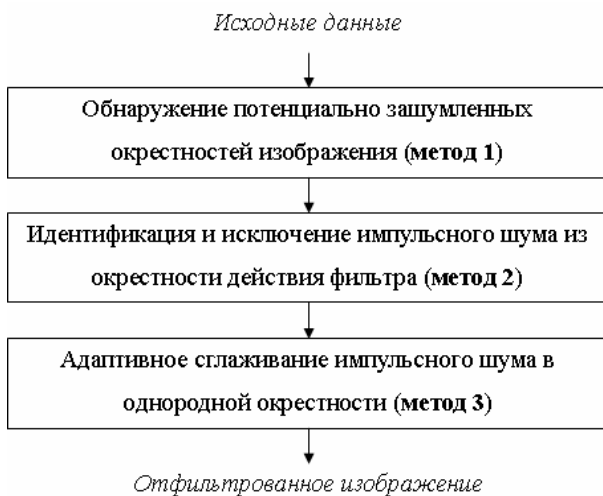 Исходные данные
Обнаружение потенциально зашумленных
окрестностей изображения (метод 1)
Идентификация и исключение импульсного шума из
окрестности действия фильтра (метод 2)
Адаптивное сглаживание импульсного шума в
однородной окрестности (метод 3)
Отфильтрованное изображение